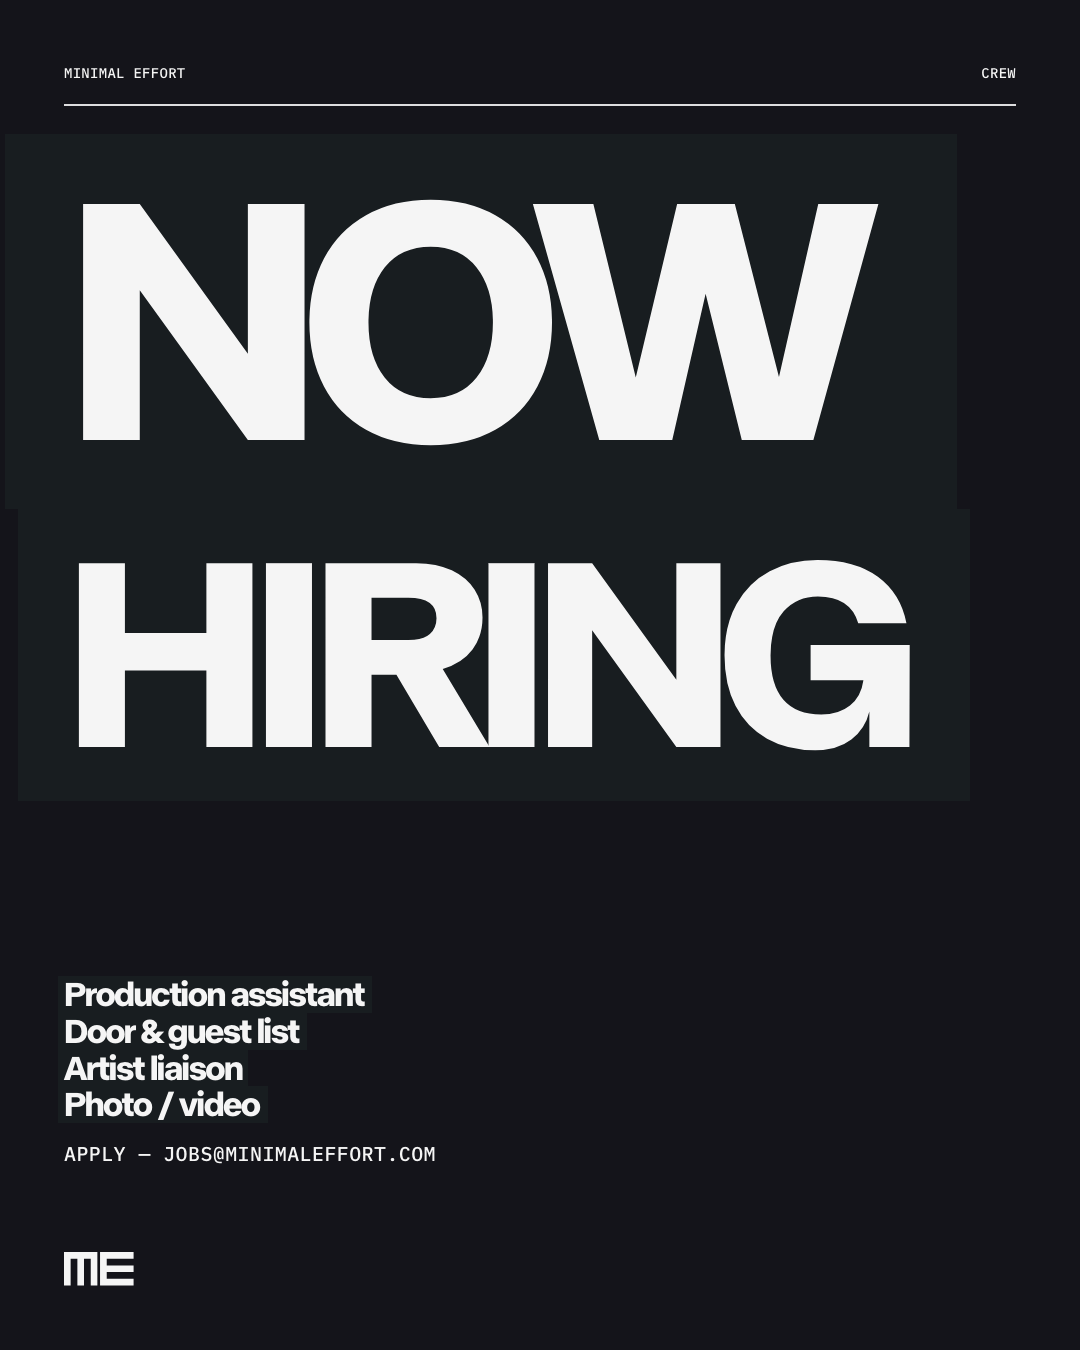 MINIMAL EFFORT
CREW
NOW
HIRING
Production assistant
Door & guest list
Artist liaison
Photo / video
APPLY — JOBS@MINIMALEFFORT.COM
ME